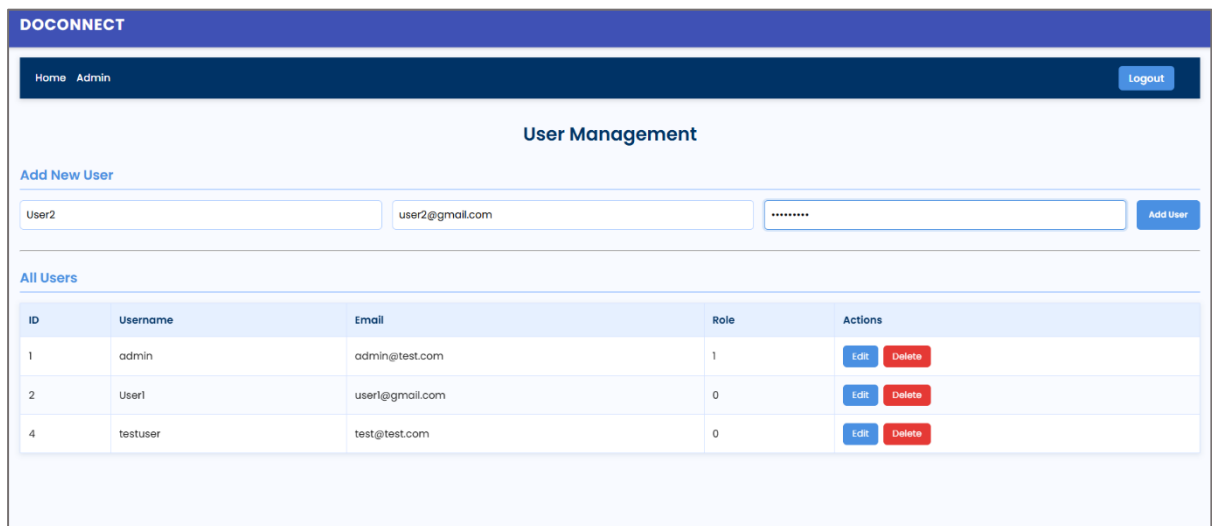 DOCONNECT
Home Admin Logout
User Management
Add New User
User2 user2@gmail.com ••••••••• Add User
All Users
ID Username Email Role Actions
1 admin admin@test.com 1 Edit Delete
2 User1 user1@gmail.com 0 Edit Delete
4 testuser test@test.com 0 Edit Delete